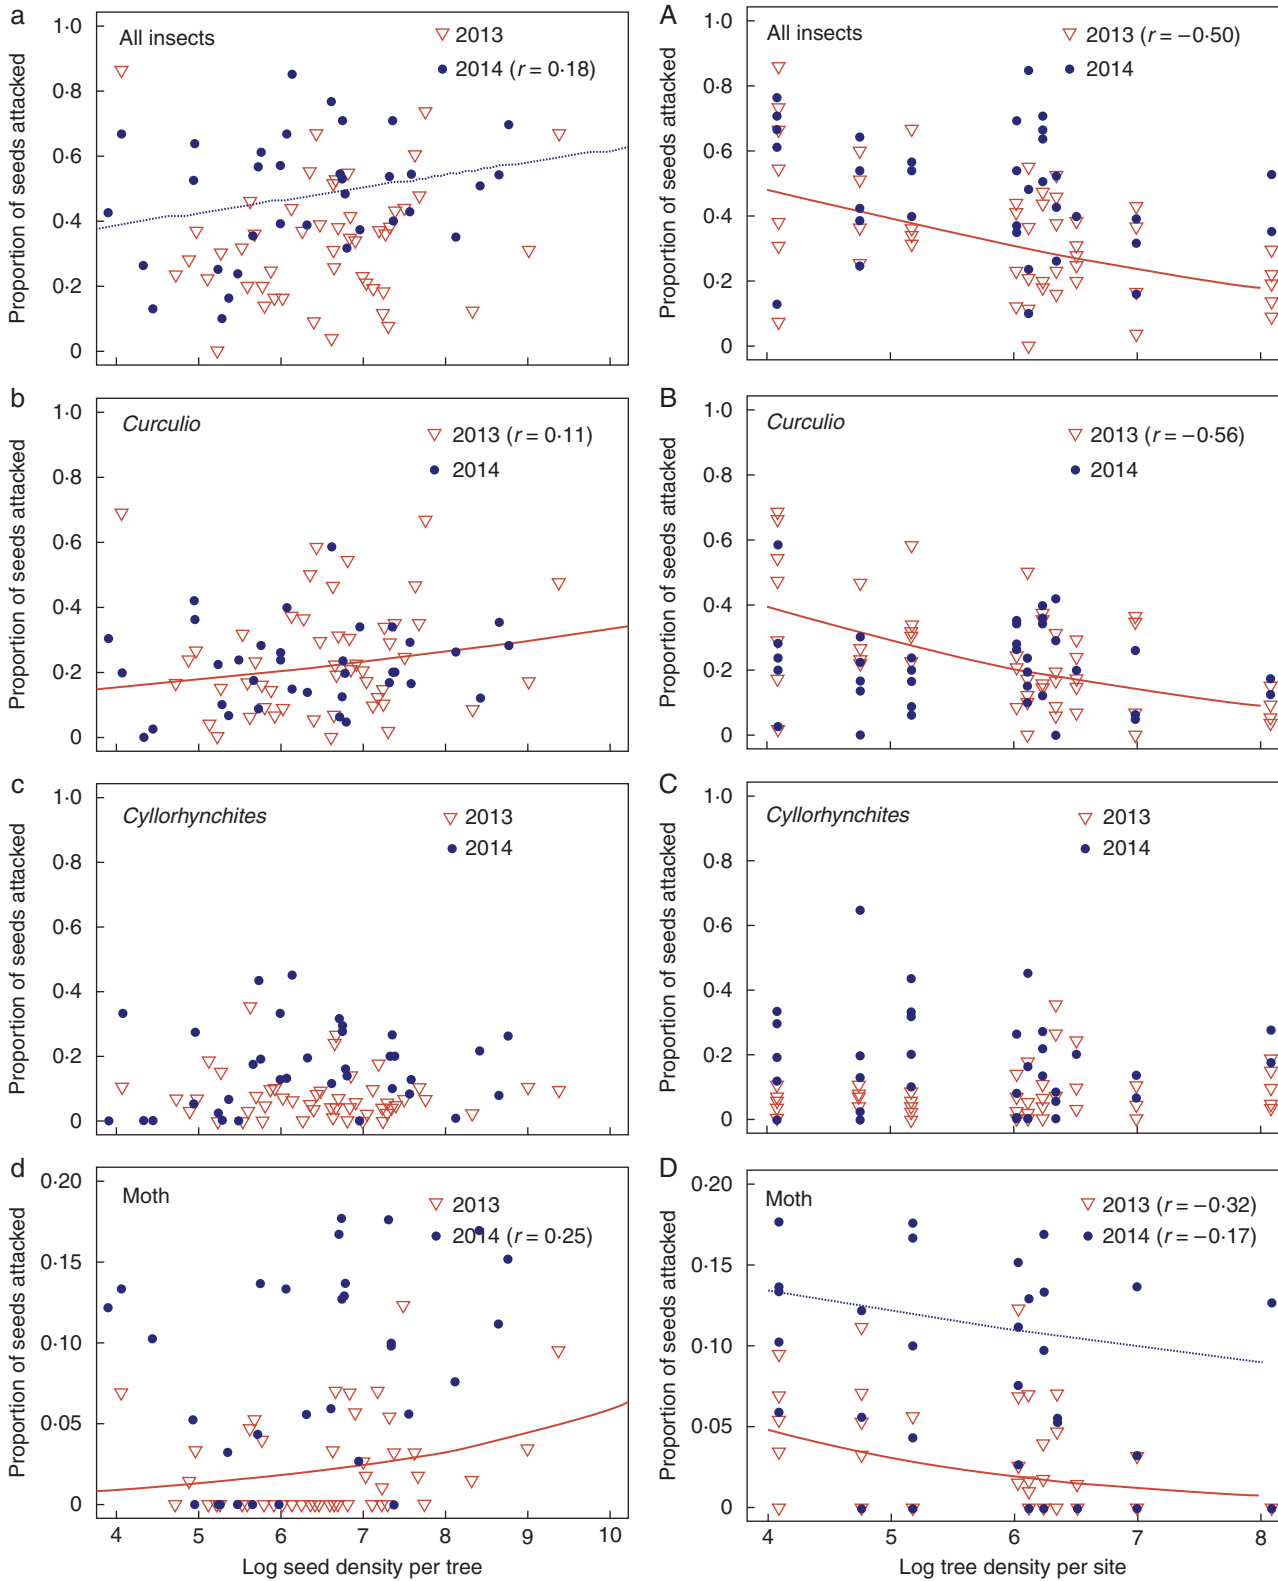 a
All insects
2013
2014 (r = 0·18)
Proportion of seeds attacked
1·0
0·8
0·6
0·4
0·2
0
A
All insects
2013 (r = −0·50)
2014
Proportion of seeds attacked
1·0
0·8
0·6
0·4
0·2
0
b
Curculio
2013 (r = 0·11)
2014
Proportion of seeds attacked
1·0
0·8
0·6
0·4
0·2
0
B
Curculio
2013 (r = −0·56)
2014
Proportion of seeds attacked
1·0
0·8
0·6
0·4
0·2
0
c
Cyllorhynchites
2013
2014
Proportion of seeds attacked
1·0
0·8
0·6
0·4
0·2
0
C
Cyllorhynchites
2013
2014
Proportion of seeds attacked
1·0
0·8
0·6
0·4
0·2
0
d
Moth
2013
2014 (r = 0·25)
Proportion of seeds attacked
0·20
0·15
0·10
0·05
0
4 5 6 7 8 9 10
Log seed density per tree
D
Moth
2013 (r = −0·32)
2014 (r = −0·17)
Proportion of seeds attacked
0·20
0·15
0·10
0·05
0
4 5 6 7 8
Log tree density per site